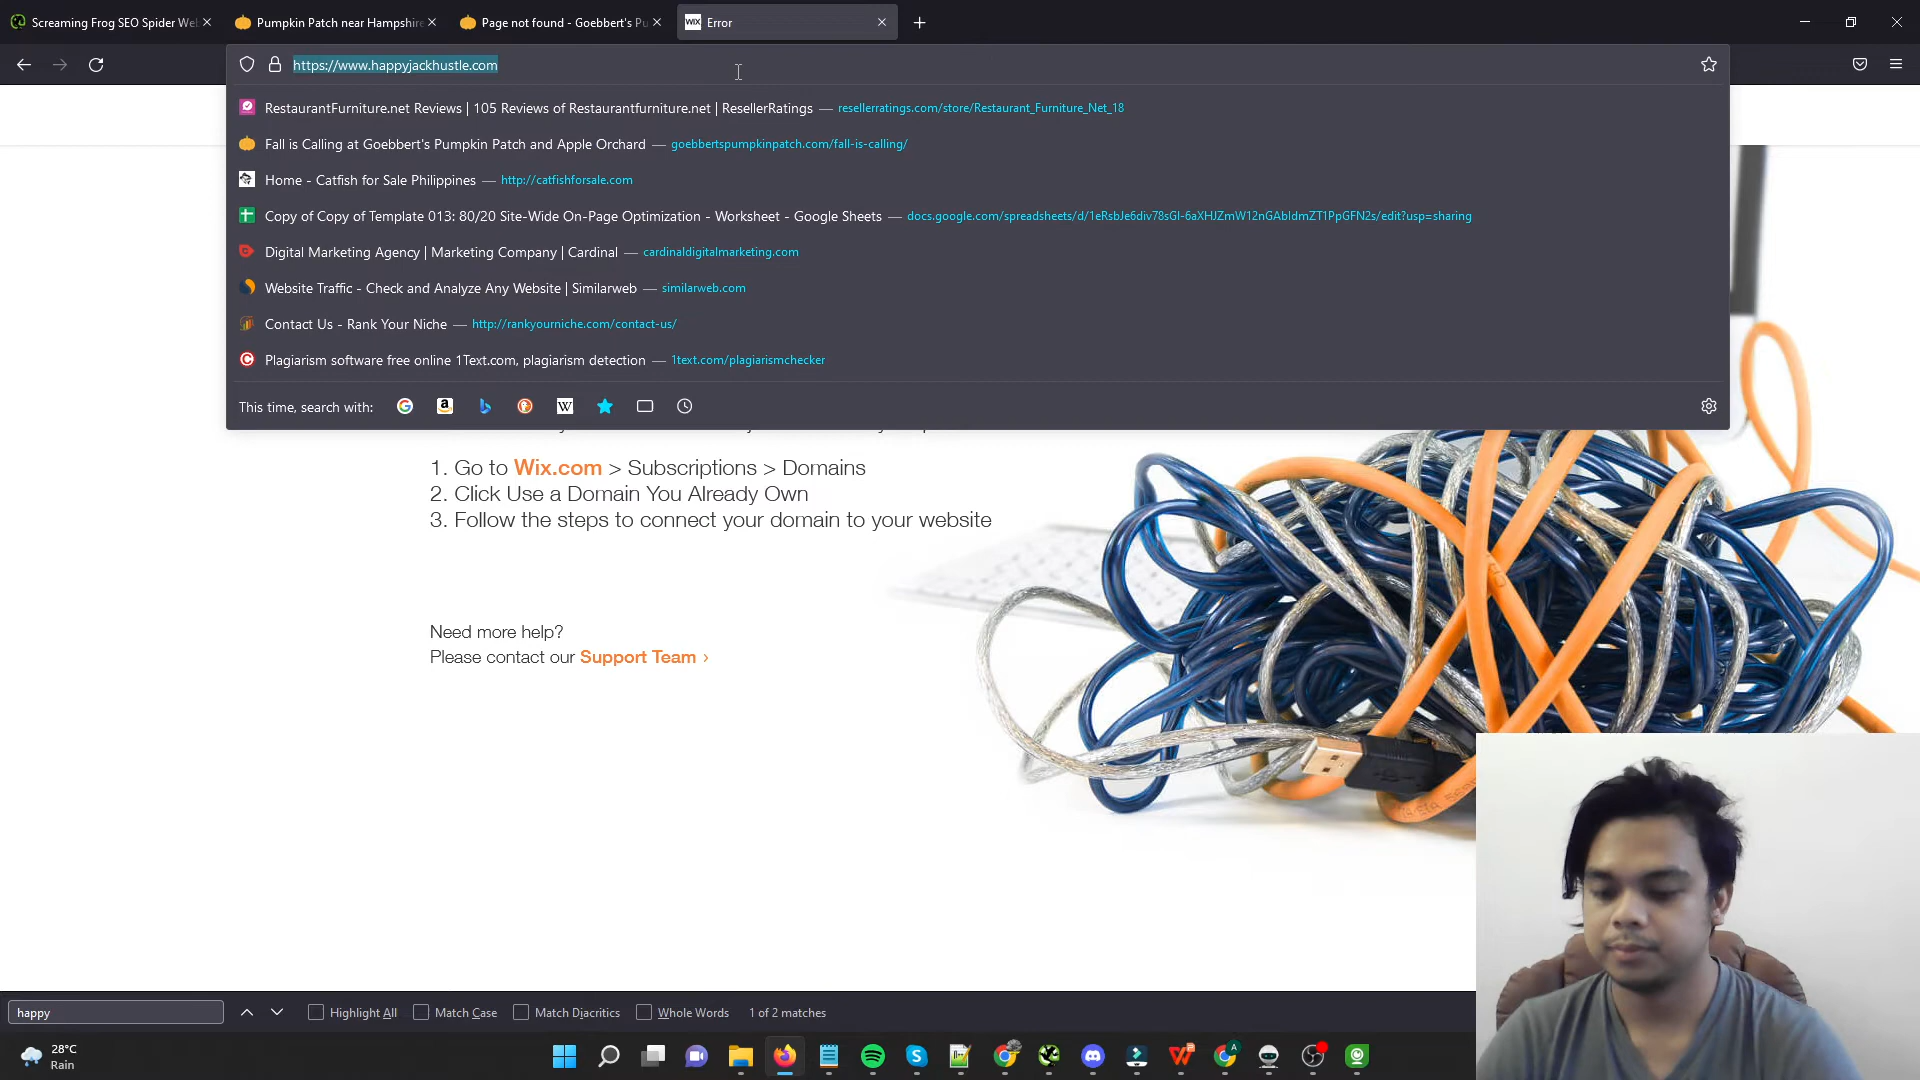 Screaming Frog SEO Spider We
Pumpkin Patch near Hampshire
Page not found - Goebbert's Pu
WIX Error
https://www.happyjackhustle.com
RestaurantFurniture.net Reviews | 105 Reviews of Restaurantfurniture.net | ResellerRatings — resellerratings.com/store/Restaurant_Furniture_Net_18
Fall is Calling at Goebbert's Pumpkin Patch and Apple Orchard — goebbertspumpkinpatch.com/fall-is-calling/
Home - Catfish for Sale Philippines — http://catfishforsale.com
Copy of Copy of Template 013: 80/20 Site-Wide On-Page Optimization - Worksheet - Google Sheets — docs.google.com/spreadsheets/d/1eRsbJe6div78sGI-6aXHJZmW12nGAbldmZT1PpGFN2s/edit?usp=sharing
Digital Marketing Agency | Marketing Company | Cardinal — cardinaldigitalmarketing.com
Website Traffic - Check and Analyze Any Website | Similarweb — similarweb.com
Contact Us - Rank Your Niche — http://rankyourniche.com/contact-us/
Plagiarism software free online 1Text.com, plagiarism detection — 1text.com/plagiarismchecker
This time, search with:
1. Go to Wix.com > Subscriptions > Domains
2. Click Use a Domain You Already Own
3. Follow the steps to connect your domain to your website
Need more help?
Please contact our Support Team ›
happy
Highlight All
Match Case
Match Diacritics
Whole Words
1 of 2 matches
28°C
Rain